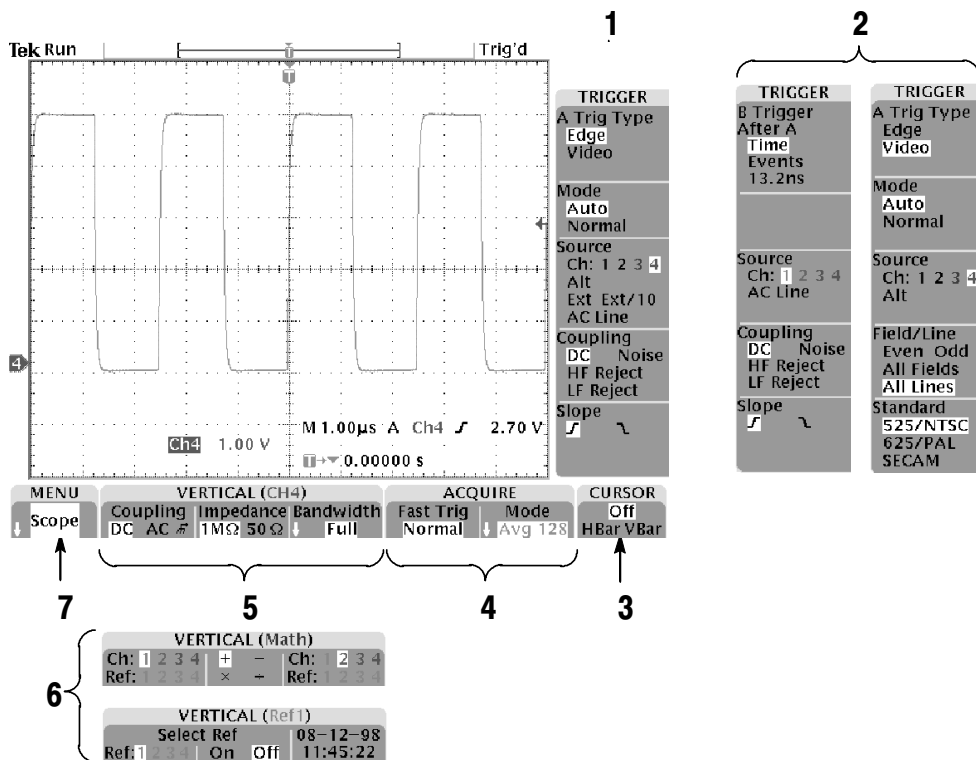 1
2
Tek Run
Trig'd
T
T
4
Ch4 1.00 V
M 1.00µs A Ch4 ⨍ 2.70 V
T→▼ 0.00000 s
TRIGGER
A Trig Type
Edge
Video
Mode
Auto
Normal
Source
Ch: 1 2 3 4
Alt
Ext Ext/10
AC Line
Coupling
DC Noise
HF Reject
LF Reject
Slope
TRIGGER
B Trigger
After A
Time
Events
13.2ns
Source
Ch: 1 2 3 4
AC Line
Coupling
DC Noise
HF Reject
LF Reject
Slope
TRIGGER
A Trig Type
Edge
Video
Mode
Auto
Normal
Source
Ch: 1 2 3 4
Alt
Field/Line
Even Odd
All Fields
All Lines
Standard
525/NTSC
625/PAL
SECAM
MENU
Scope
VERTICAL (CH4)
Coupling Impedance Bandwidth
DC AC 1MΩ 50 Ω Full
ACQUIRE
Fast Trig Mode
Normal Avg 128
CURSOR
Off
HBar VBar
7
5
4
3
6
VERTICAL (Math)
Ch: 1 2 3 4 + − Ch: 1 2 3 4
Ref: 1 2 3 4 × ÷ Ref: 1 2 3 4
VERTICAL (Ref1)
Select Ref 08-12-98
Ref: 1 2 3 4 On Off 11:45:22